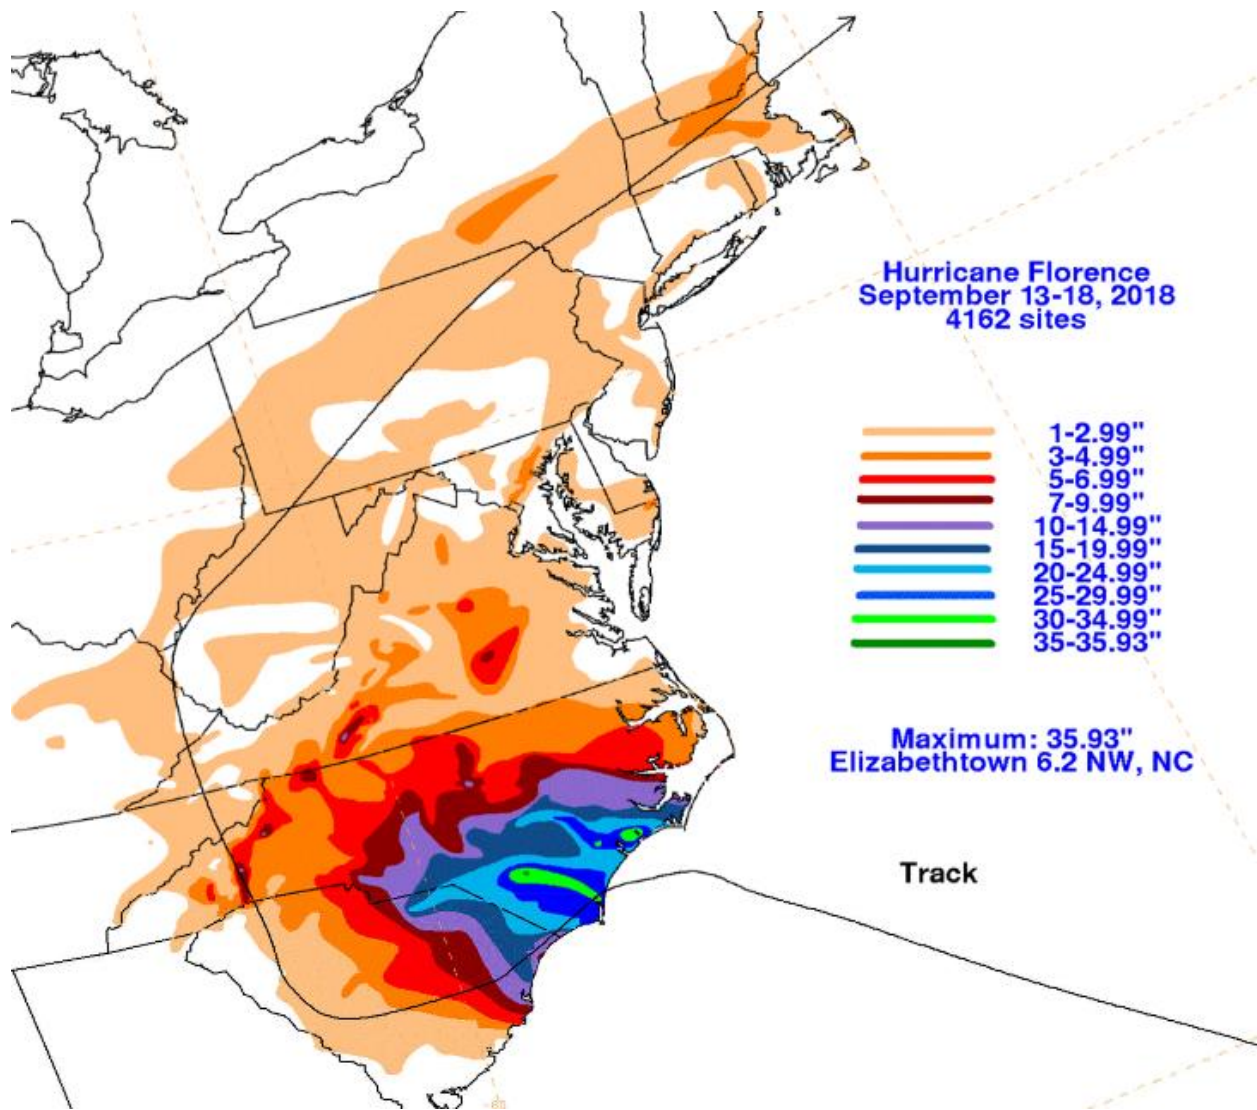 Hurricane Florence
September 13-18, 2018
4162 sites
1-2.99"
3-4.99"
5-6.99"
7-9.99"
10-14.99"
15-19.99"
20-24.99"
25-29.99"
30-34.99"
35-35.93"
Maximum: 35.93"
Elizabethtown 6.2 NW, NC
Track